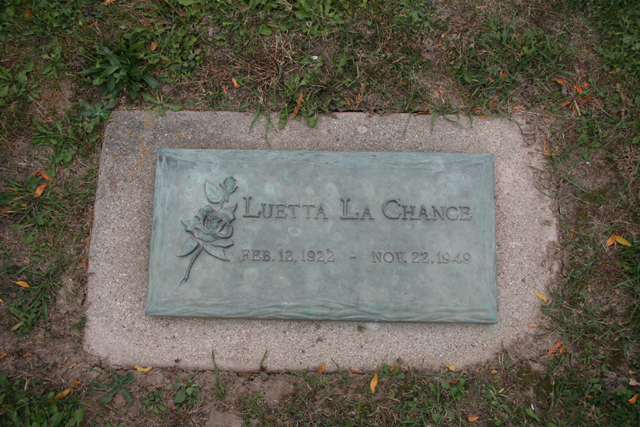 Luetta La Chance
Feb. 12, 1922 - Nov. 22, 1949